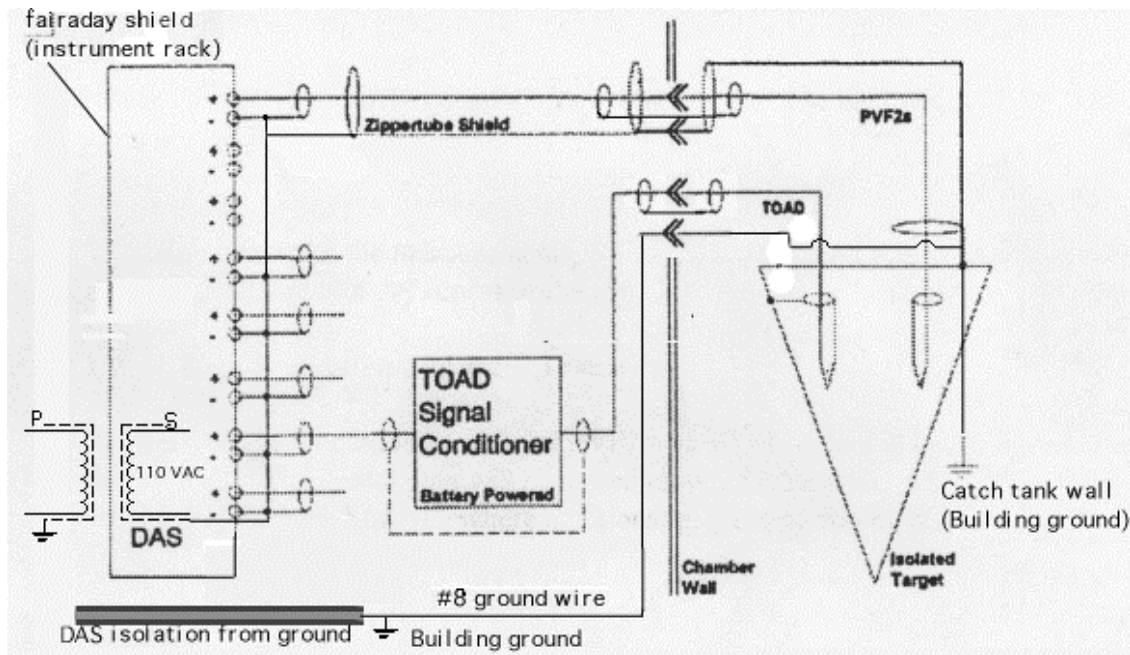 fairaday shield
(instrument rack)
Zippertube Shield
PVF2s
TOAD
TOAD
Signal
Conditioner
Battery Powered
P
S
110 VAC
DAS
Catch tank wall
(Building ground)
Isolated
Target
Chamber
Wall
#8 ground wire
DAS isolation from ground
Building ground